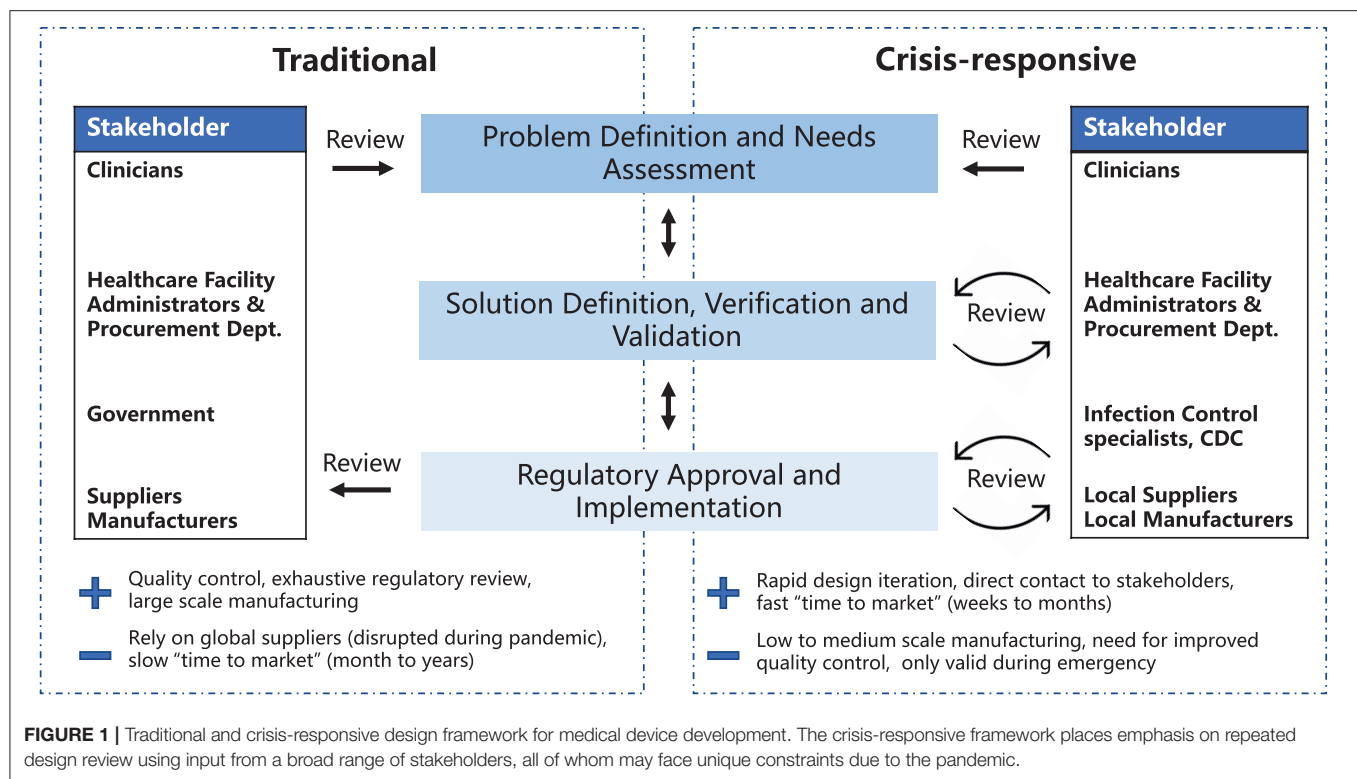 Traditional
Crisis-responsive
Stakeholder
Clinicians
Healthcare Facility
Administrators &
Procurement Dept.
Government
Suppliers
Manufacturers
Review
Review
Problem Definition and Needs
Assessment
Solution Definition, Verification and
Validation
Regulatory Approval and
Implementation
Review
Review
Review
Stakeholder
Clinicians
Healthcare Facility
Administrators &
Procurement Dept.
Infection Control
specialists, CDC
Local Suppliers
Local Manufacturers
Quality control, exhaustive regulatory review,
large scale manufacturing
Rely on global suppliers (disrupted during pandemic),
slow “time to market” (month to years)
Rapid design iteration, direct contact to stakeholders,
fast “time to market” (weeks to months)
Low to medium scale manufacturing, need for improved
quality control, only valid during emergency
FIGURE 1 | Traditional and crisis-responsive design framework for medical device development. The crisis-responsive framework places emphasis on repeated
design review using input from a broad range of stakeholders, all of whom may face unique constraints due to the pandemic.